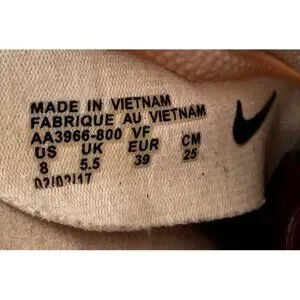 MADE IN VIETNAM
FABRIQUE AU VIETNAM
AA3966-800 VF
US UK EUR CM
8 5.5 39 25